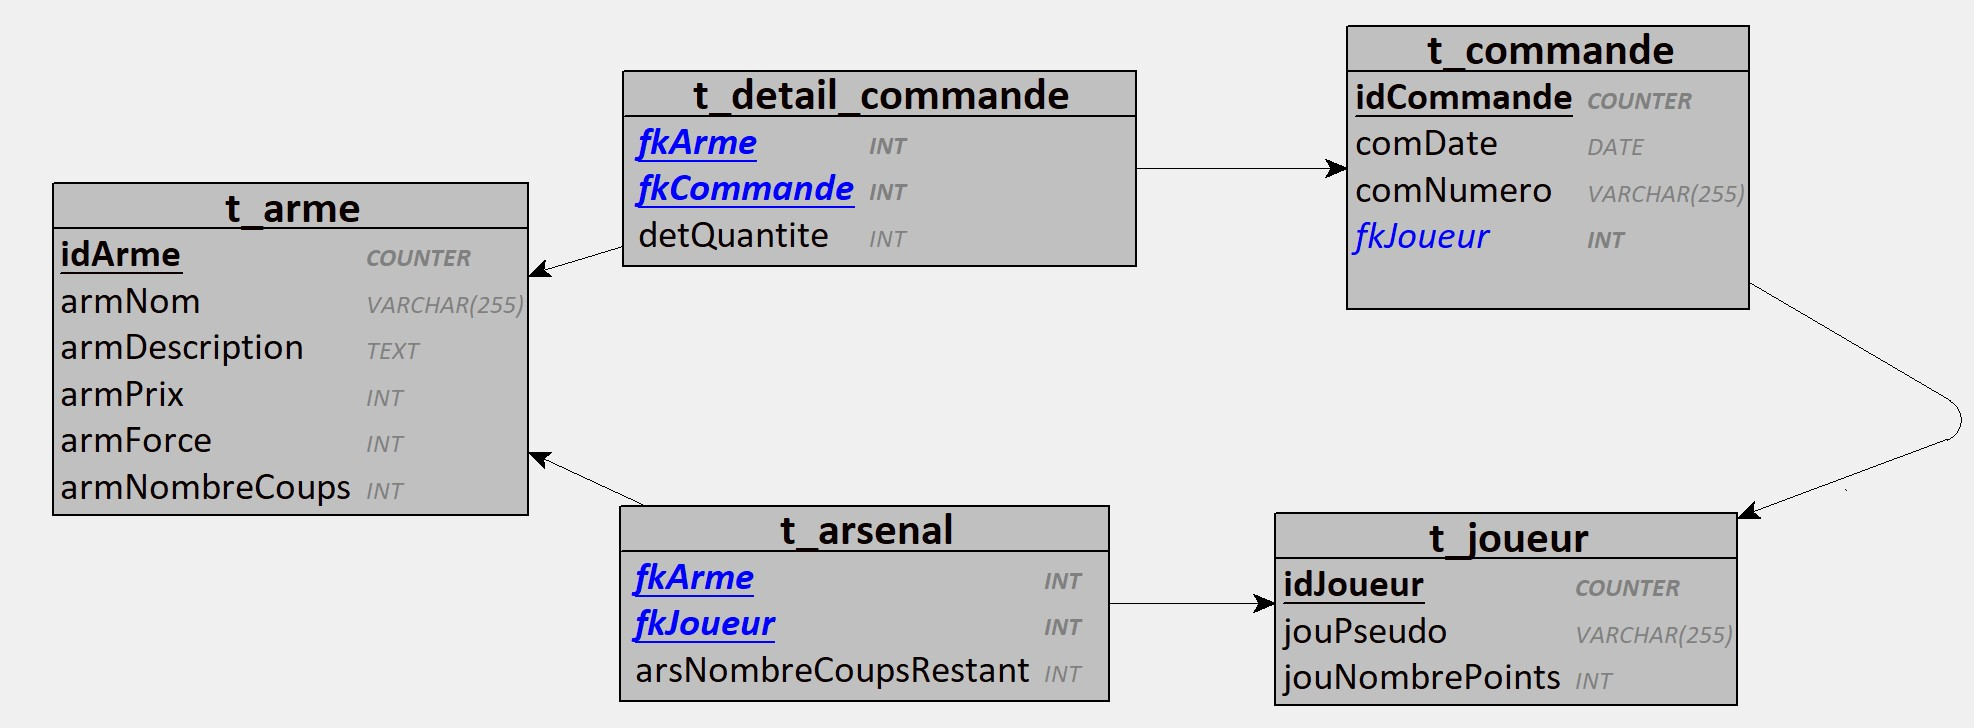 t_arme
idArme COUNTER
armNom VARCHAR(255)
armDescription TEXT
armPrix INT
armForce INT
armNombreCoups INT
t_detail_commande
fkArme INT
fkCommande INT
detQuantite INT
t_commande
idCommande COUNTER
comDate DATE
comNumero VARCHAR(255)
fkJoueur INT
t_arsenal
fkArme INT
fkJoueur INT
arsNombreCoupsRestant INT
t_joueur
idJoueur COUNTER
jouPseudo VARCHAR(255)
jouNombrePoints INT